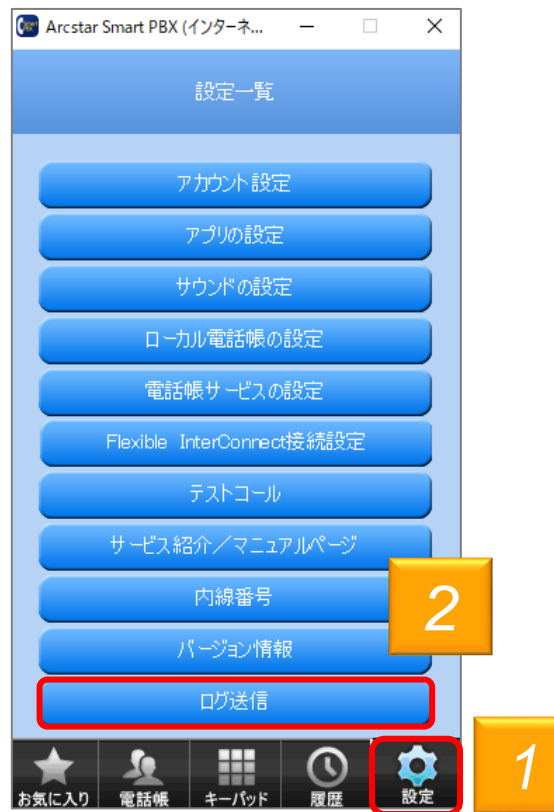 Arcstar Smart PBX (インターネ...
設定一覧
アカウント設定
アプリの設定
サウンドの設定
ローカル電話帳の設定
電話帳サービスの設定
Flexible InterConnect接続設定
テストコール
サービス紹介／マニュアルページ
内線番号
2
バージョン情報
ログ送信
お気に入り 電話帳 キーパッド 履歴 設定
1